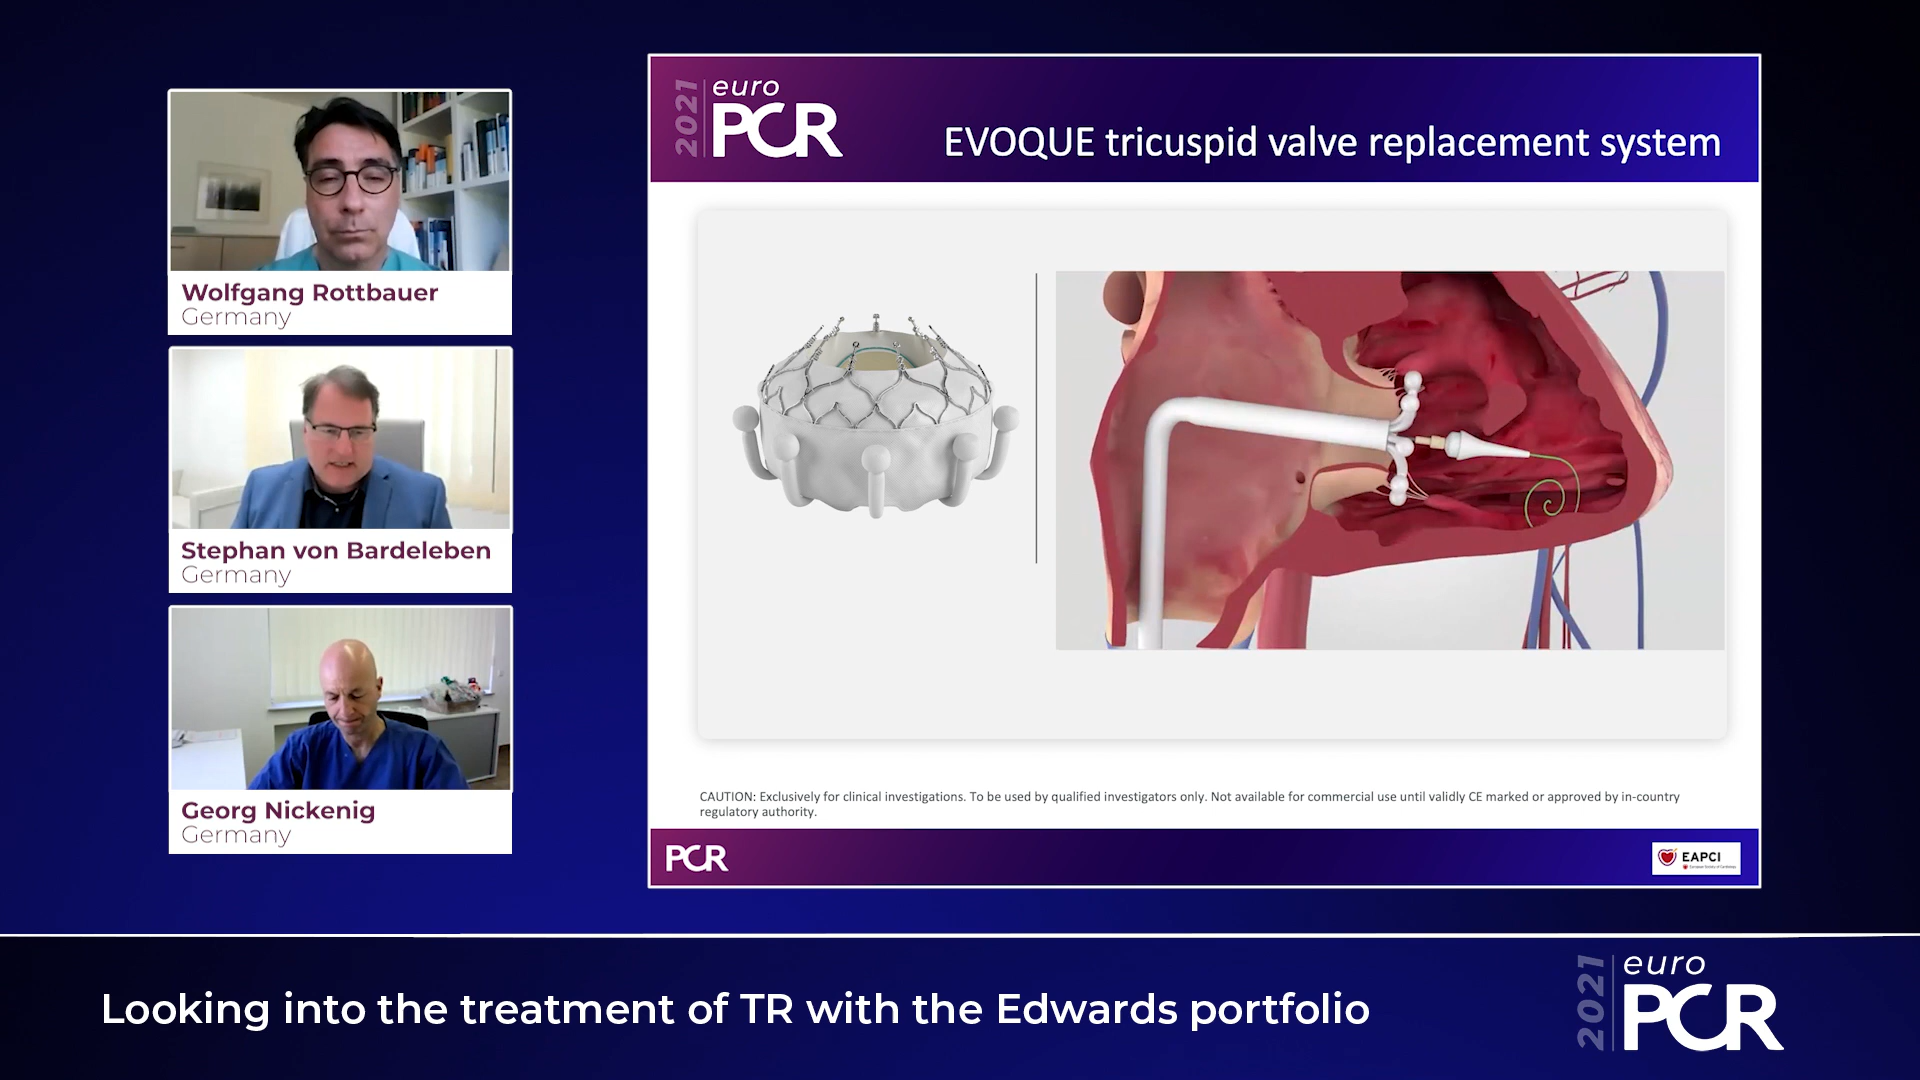 Wolfgang Rottbauer
Germany
Stephan von Bardeleben
Germany
Georg Nickenig
Germany
2021
euro
PCR
EVOQUE tricuspid valve replacement system
CAUTION: Exclusively for clinical investigations. To be used by qualified investigators only. Not available for commercial use until validly CE marked or approved by in-country
regulatory authority.
PCR
EAPCI
Looking into the treatment of TR with the Edwards portfolio
2021
euro
PCR